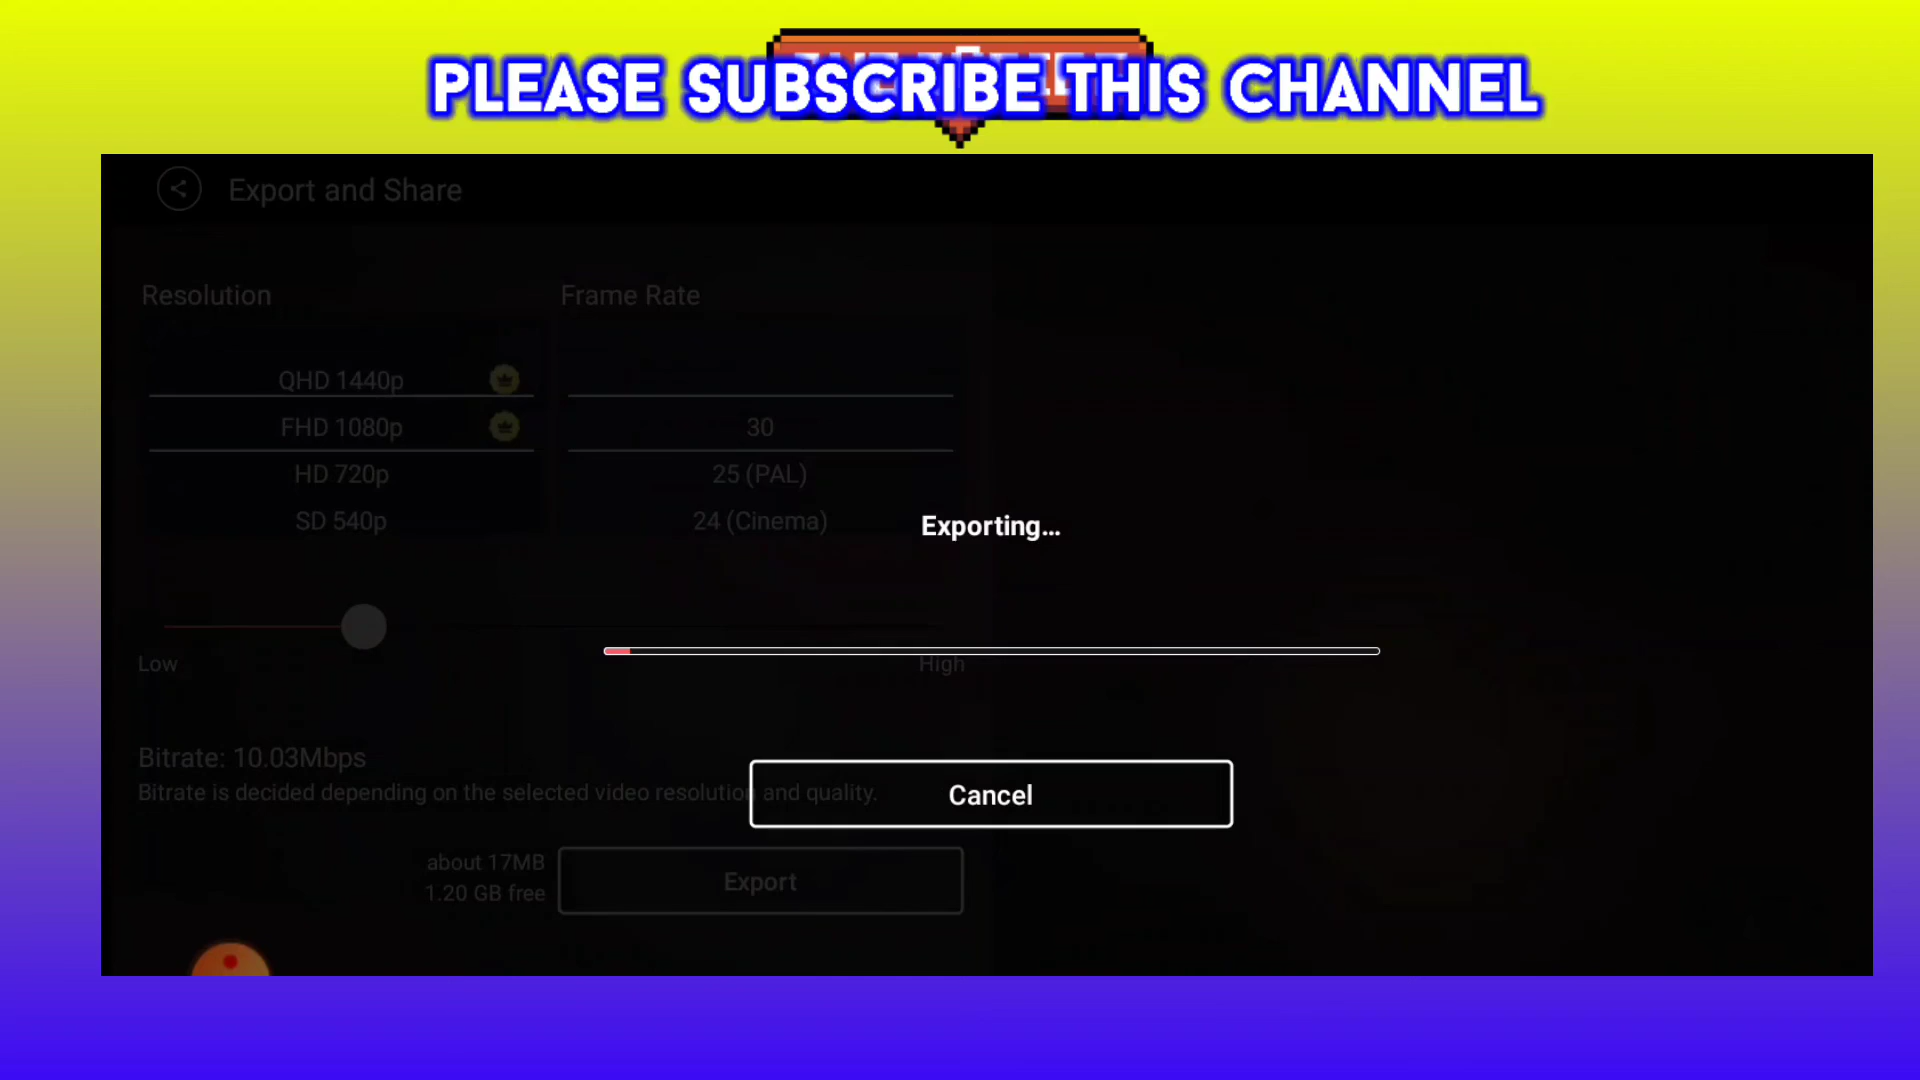 PLEASE SUBSCRIBE THIS CHANNEL
Export and Share
Resolution
Frame Rate
QHD 1440p
FHD 1080p
30
HD 720p
25 (PAL)
SD 540p
24 (Cinema)
Exporting...
Low
High
Bitrate: 10.03Mbps
Bitrate is decided depending on the selected video resolution and quality.
Cancel
about 17MB
1.20 GB free
Export